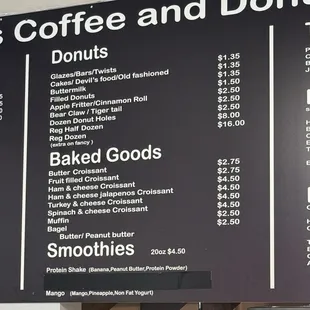 s Coffee and Don
Donuts
Glazes/Bars/Twists $1.35
Cakes/ Devil's food/Old fashioned $1.35
Buttermilk $1.35
Filled Donuts $1.50
Apple Fritter/Cinnamon Roll $2.50
Bear Claw / Tiger tail $2.50
Dozen Donut Holes $2.50
Reg Half Dozen $8.00
Reg Dozen $16.00
(extra on fancy )
Baked Goods
Butter Croissant $2.75
Fruit filled Croissant $2.75
Ham & cheese Croissant $4.50
Ham & cheese jalapenos Croissant $4.50
Turkey & cheese Croissant $4.50
Spinach & cheese Croissant $4.50
Muffin $2.50
Bagel $2.50
Butter/ Peanut butter
Smoothies 20oz $4.50
Protein Shake (Banana,Peanut Butter,Protein Powder)
Mango (Mango,Pineapple,Non Fat Yogurt)